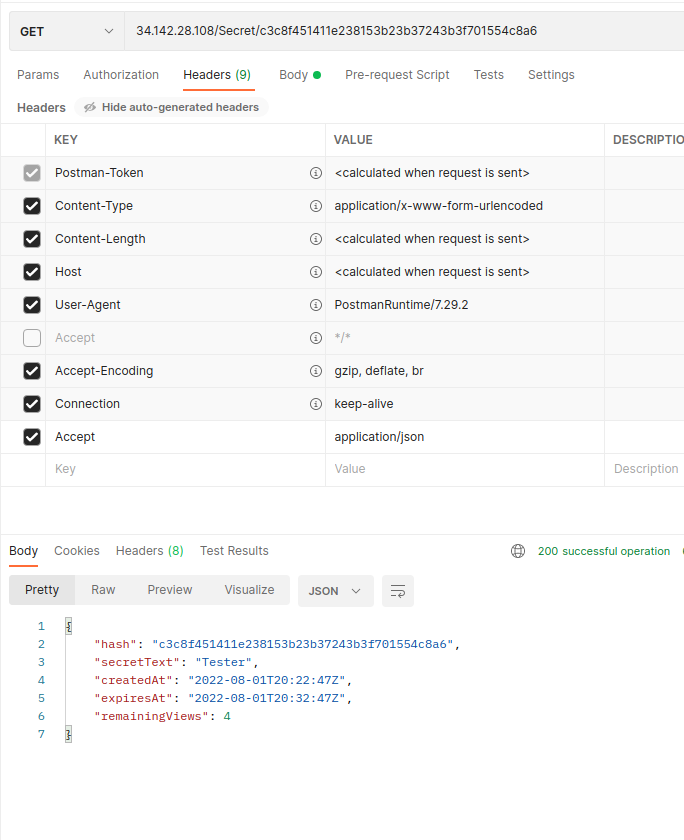 GET 34.142.28.108/Secret/c3c8f451411e238153b23b37243b3f701554c8a6
Params Authorization Headers (9) Body Pre-request Script Tests Settings
Headers Hide auto-generated headers
KEY VALUE DESCRIPTIO
Postman-Token <calculated when request is sent>
Content-Type application/x-www-form-urlencoded
Content-Length <calculated when request is sent>
Host <calculated when request is sent>
User-Agent PostmanRuntime/7.29.2
Accept */*
Accept-Encoding gzip, deflate, br
Connection keep-alive
Accept application/json
Key Value Description
Body Cookies Headers (8) Test Results 200 successful operation
Pretty Raw Preview Visualize JSON
1 {
2 "hash": "c3c8f451411e238153b23b37243b3f701554c8a6",
3 "secretText": "Tester",
4 "createdAt": "2022-08-01T20:22:47Z",
5 "expiresAt": "2022-08-01T20:32:47Z",
6 "remainingViews": 4
7 }